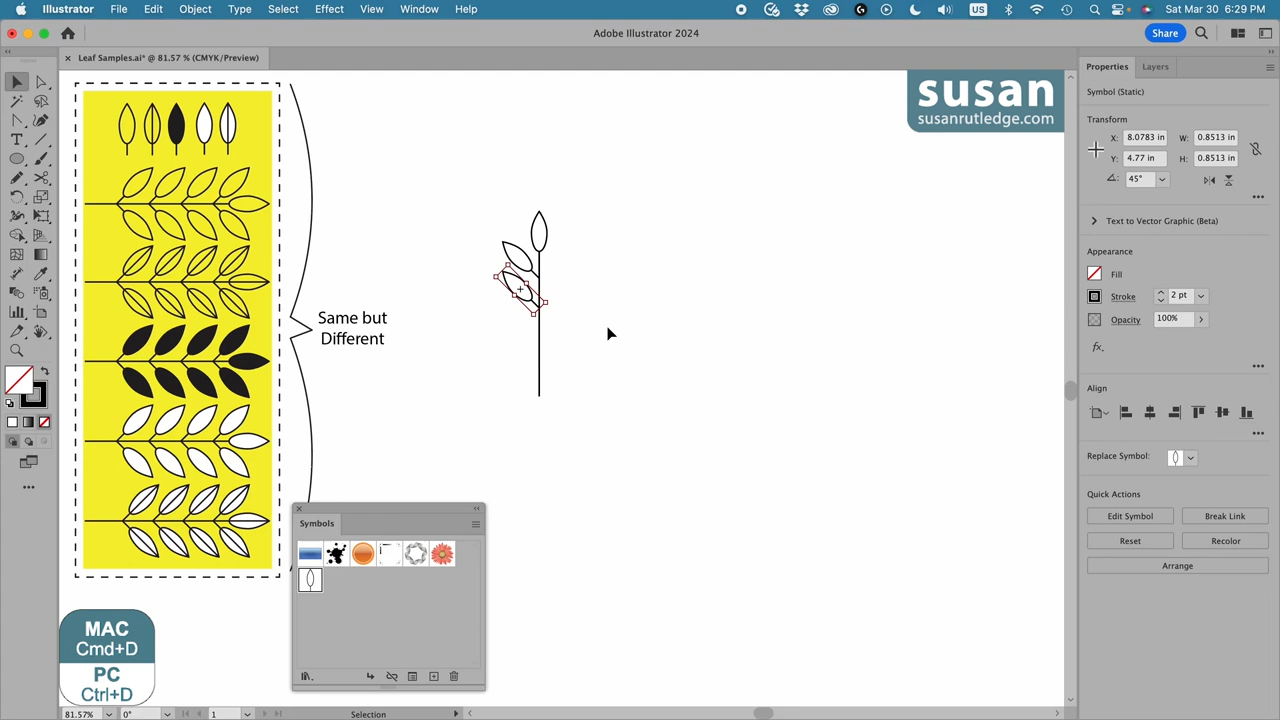 Illustrator File Edit Object Type Select Effect View Window Help US Sat Mar 30 6:29 PM
Adobe Illustrator 2024
Share
Leaf Samples.ai* @ 81.57 % (CMYK/Preview)
Properties Layers
Symbol (Static)
Transform
X: 8.0783 in W: 0.8513 in
Y: 4.77 in H: 0.8513 in
45°
Text to Vector Graphic (Beta)
Appearance
Fill
Stroke 2 pt
Opacity 100%
fx.
Align
Replace Symbol:
Quick Actions
Edit Symbol Break Link
Reset Recolor
Arrange
susan
susanrutledge.com
Same but
Different
Symbols
MAC
Cmd+D
PC
Ctrl+D
81.57% 0° 1 Selection